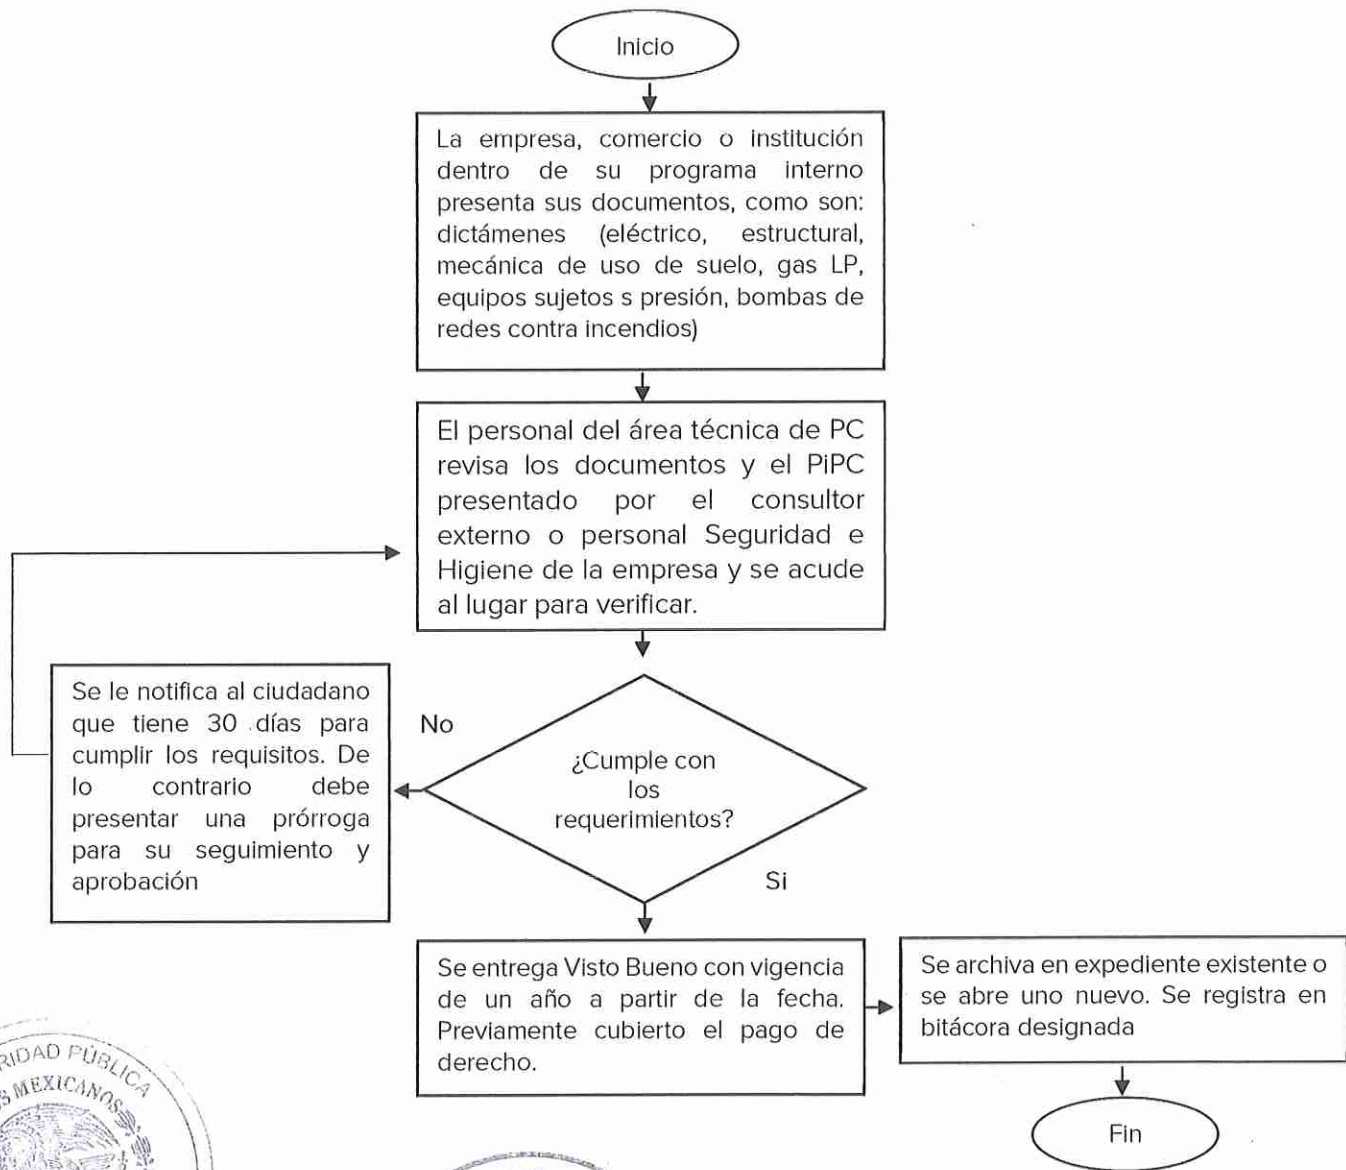 Inicio
La empresa, comercio o institución
dentro de su programa interno
presenta sus documentos, como son:
dictámenes (eléctrico, estructural,
mecánica de uso de suelo, gas LP,
equipos sujetos s presión, bombas de
redes contra incendios)
El personal del área técnica de PC
revisa los documentos y el PiPC
presentado por el consultor
externo o personal Seguridad e
Higiene de la empresa y se acude
al lugar para verificar.
¿Cumple con
los
requerimientos?
No
Se le notifica al ciudadano
que tiene 30 días para
cumplir los requisitos. De
lo contrario debe
presentar una prórroga
para su seguimiento y
aprobación
Si
Se entrega Visto Bueno con vigencia
de un año a partir de la fecha.
Previamente cubierto el pago de
derecho.
Se archiva en expediente existente o
se abre uno nuevo. Se registra en
bitácora designada
Fin
RIDAD PÚBLICA
S MEXICANOS